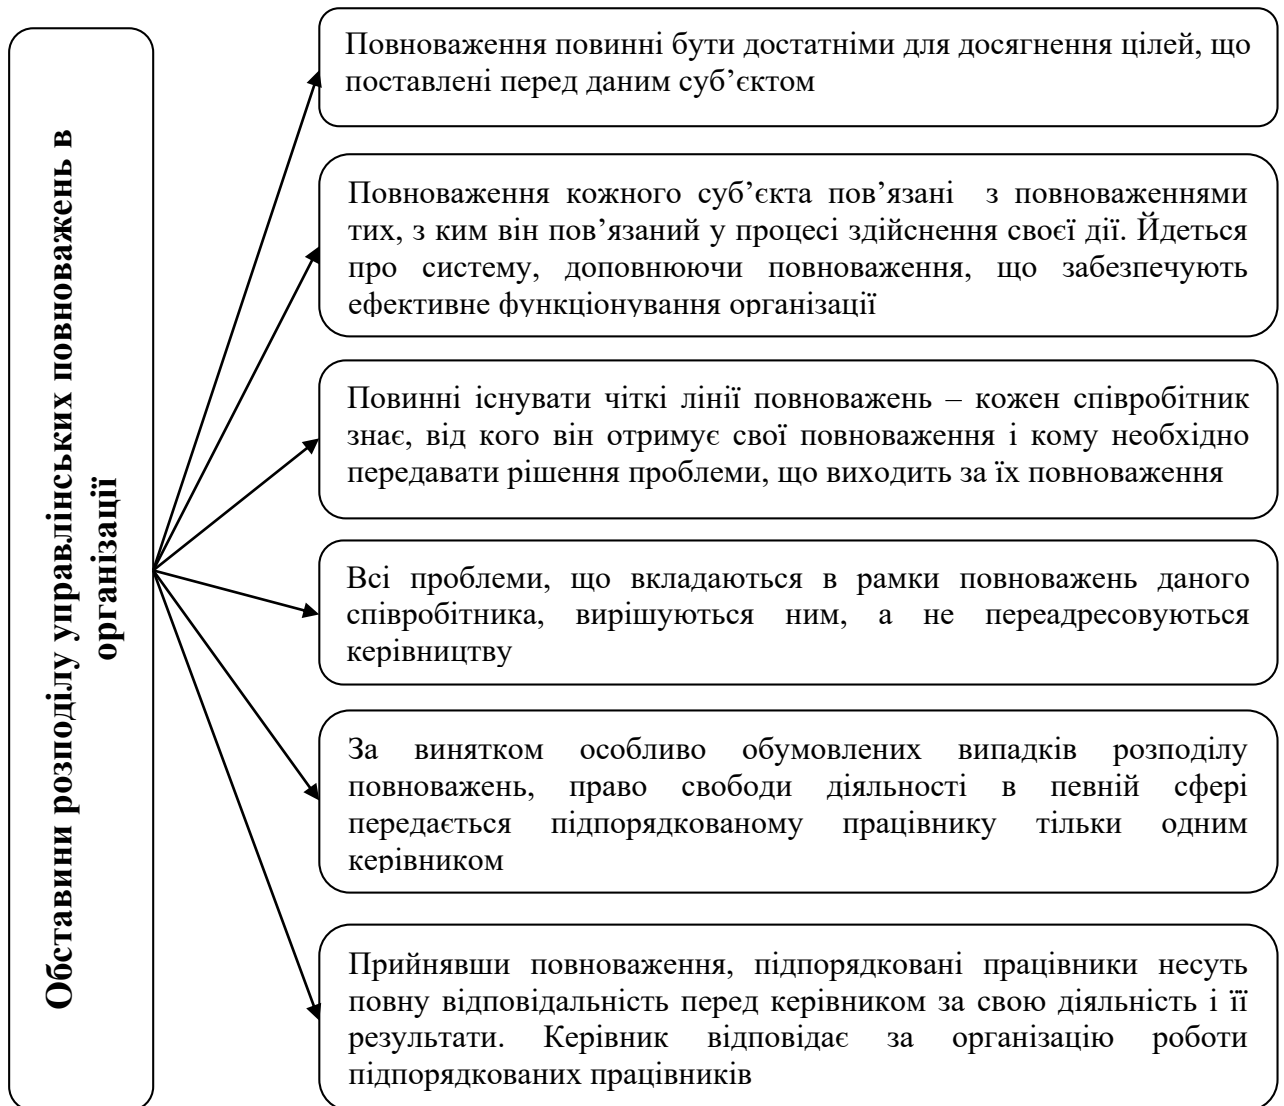 Обставини розподілу управлінських повноважень в
організації
Повноваження повинні бути достатніми для досягнення цілей, що
поставлені перед даним суб’єктом
Повноваження кожного суб’єкта пов’язані з повноваженнями
тих, з ким він пов’язаний у процесі здійснення своєї дії. Йдеться
про систему, доповнюючи повноваження, що забезпечують
ефективне функціонування організації
Повинні існувати чіткі лінії повноважень – кожен співробітник
знає, від кого він отримує свої повноваження і кому необхідно
передавати рішення проблеми, що виходить за їх повноваження
Всі проблеми, що вкладаються в рамки повноважень даного
співробітника, вирішуються ним, а не переадресовуються
керівництву
За винятком особливо обумовлених випадків розподілу
повноважень, право свободи діяльності в певній сфері
передається підпорядкованому працівнику тільки одним
керівником
Прийнявши повноваження, підпорядковані працівники несуть
повну відповідальність перед керівником за свою діяльність і її
результати. Керівник відповідає за організацію роботи
підпорядкованих працівників